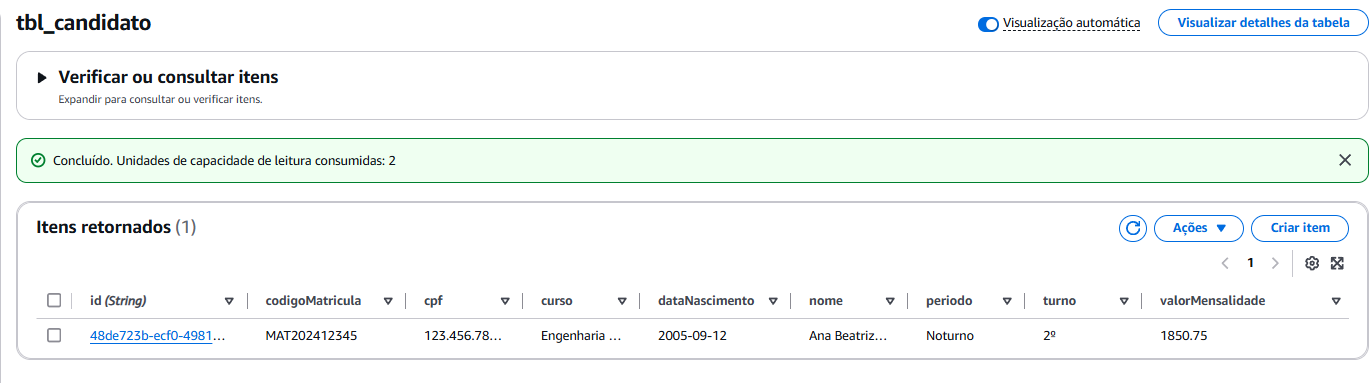 tbl_candidato
Visualização automática
Visualizar detalhes da tabela
Verificar ou consultar itens
Expandir para consultar ou verificar itens.
Concluído. Unidades de capacidade de leitura consumidas: 2
Itens retornados (1)
Ações
Criar item
1
id (String) codigoMatricula cpf curso dataNascimento nome periodo turno valorMensalidade
48de723b-ecf0-4981... MAT202412345 123.456.78... Engenharia ... 2005-09-12 Ana Beatriz... Noturno 2º 1850.75